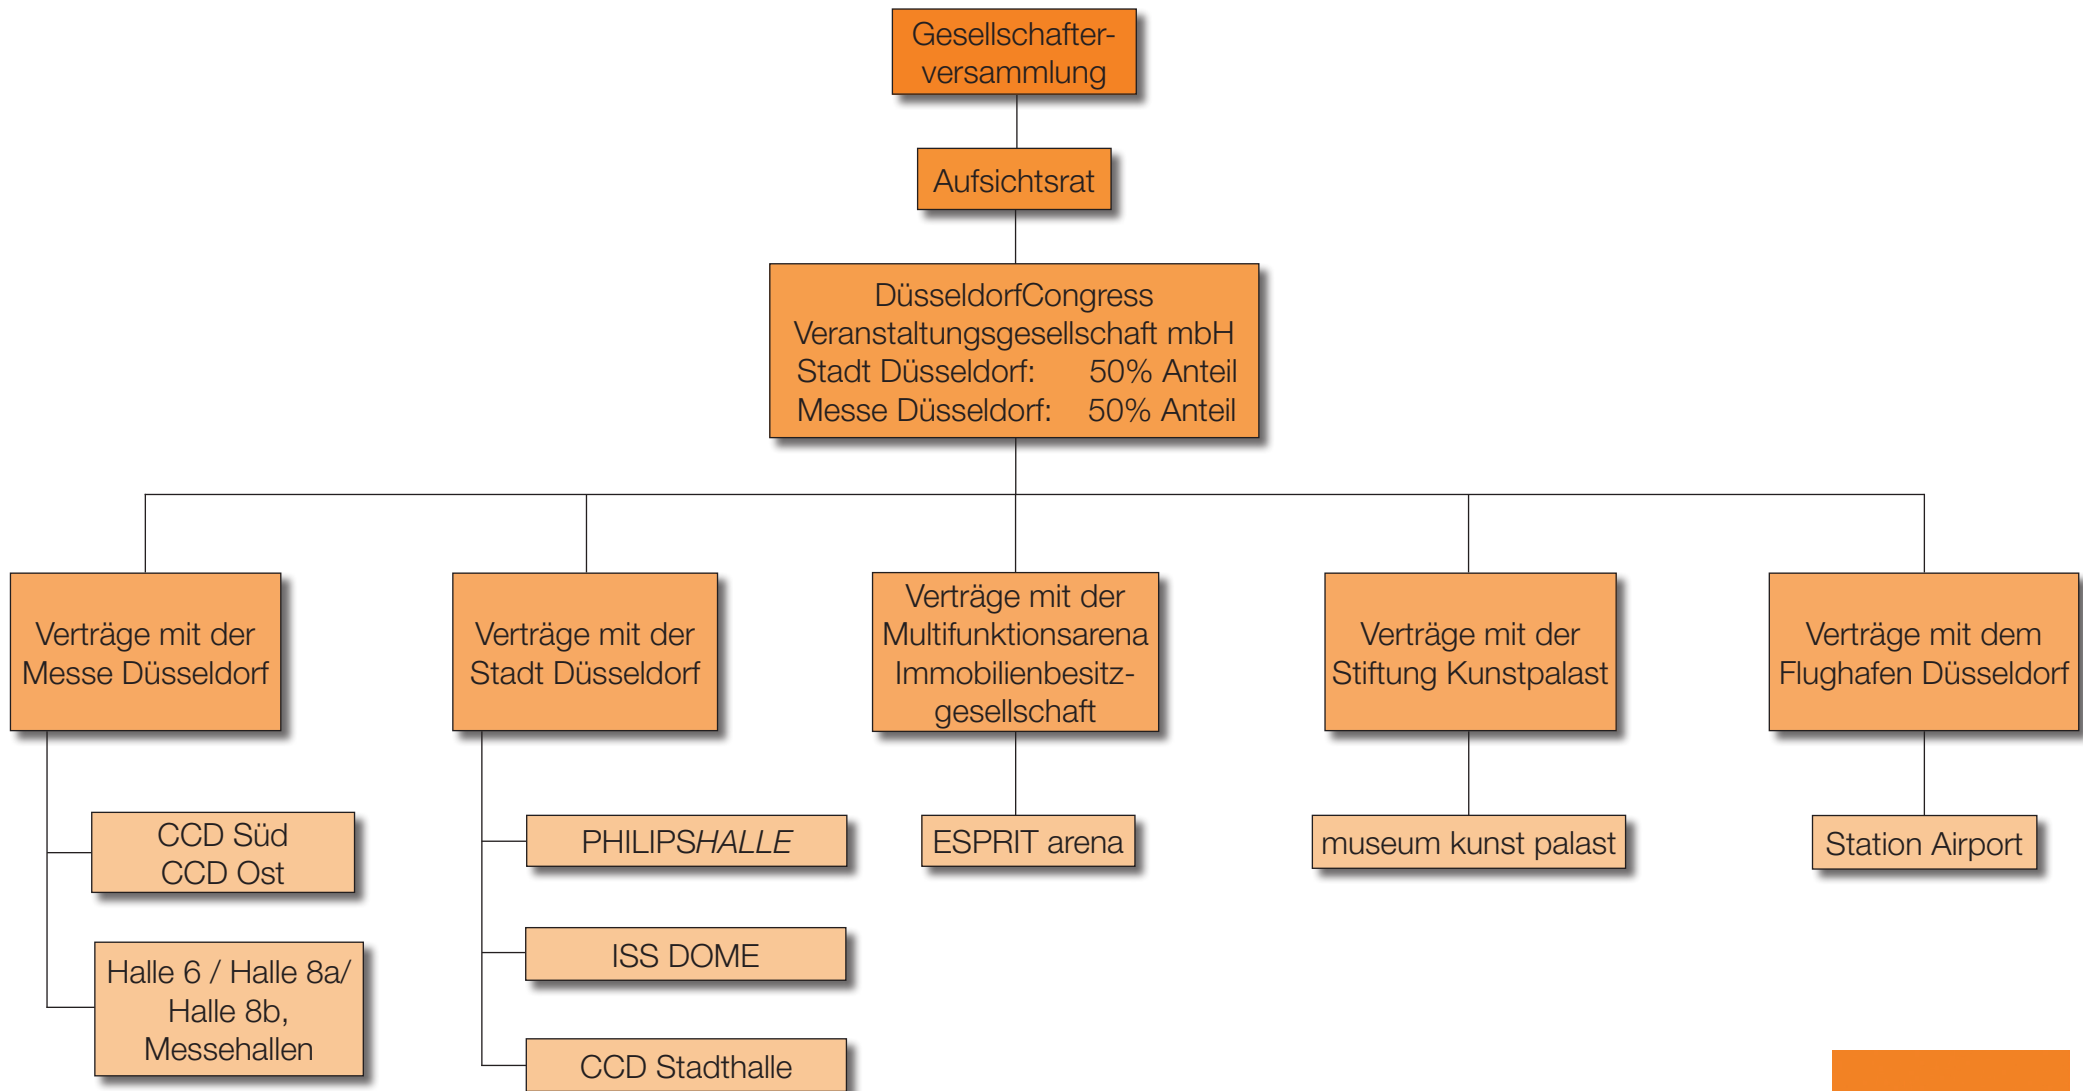 Gesellschafter-
versammlung
Aufsichtsrat
DüsseldorfCongress
Veranstaltungsgesellschaft mbH
Stadt Düsseldorf: 50% Anteil
Messe Düsseldorf: 50% Anteil
Verträge mit der
Messe Düsseldorf
Verträge mit der
Stadt Düsseldorf
Verträge mit der
Multifunktionsarena
Immobilienbesitz-
gesellschaft
Verträge mit der
Stiftung Kunstpalast
Verträge mit dem
Flughafen Düsseldorf
CCD Süd
CCD Ost
Halle 6 / Halle 8a/
Halle 8b,
Messehallen
PHILIPSHALLE
ISS DOME
CCD Stadthalle
ESPRIT arena
museum kunst palast
Station Airport